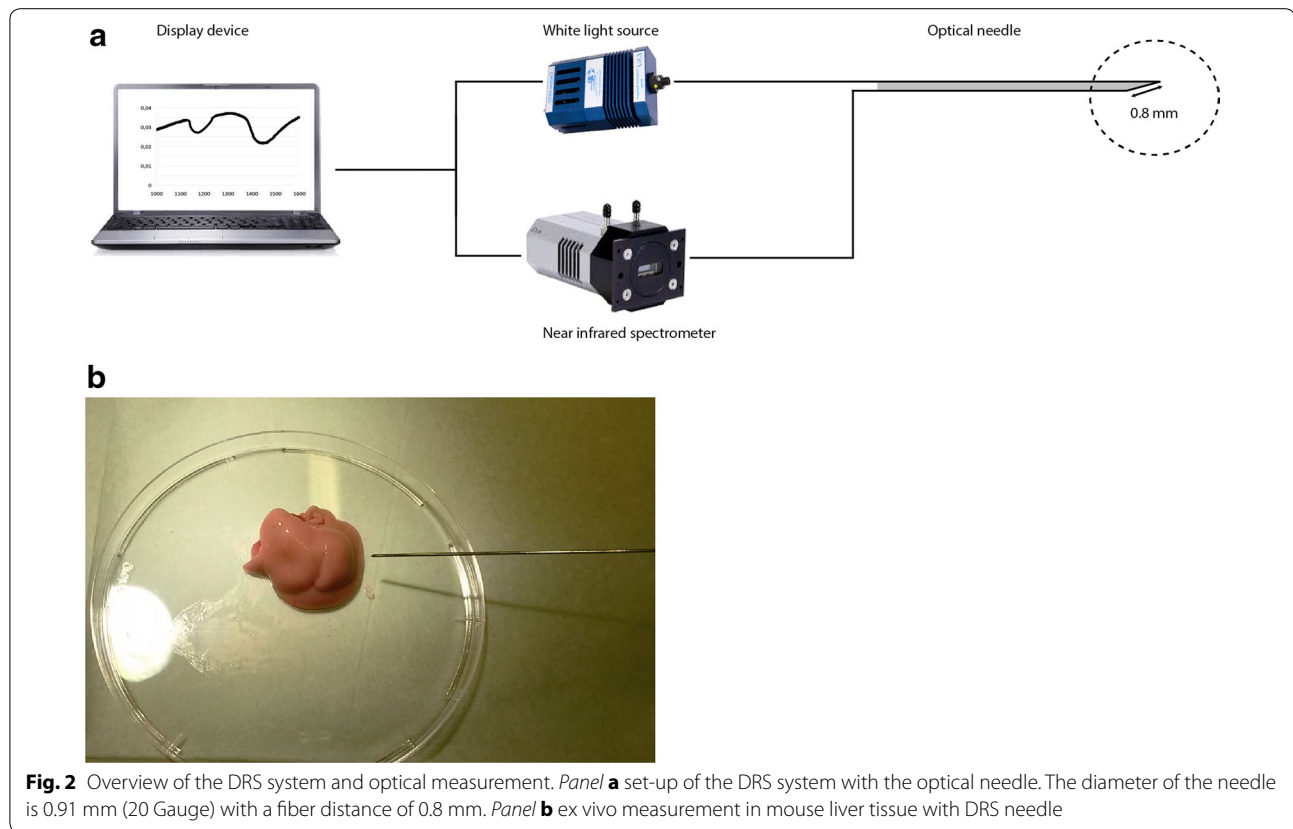 a
Display device
White light source
Optical needle
0,04
0,03
0,02
0,01
0
1000 1100 1200 1300 1400 1500 1600
0.8 mm
Near infrared spectrometer
b
Fig. 2 Overview of the DRS system and optical measurement. Panel a set-up of the DRS system with the optical needle. The diameter of the needle
is 0.91 mm (20 Gauge) with a fiber distance of 0.8 mm. Panel b ex vivo measurement in mouse liver tissue with DRS needle